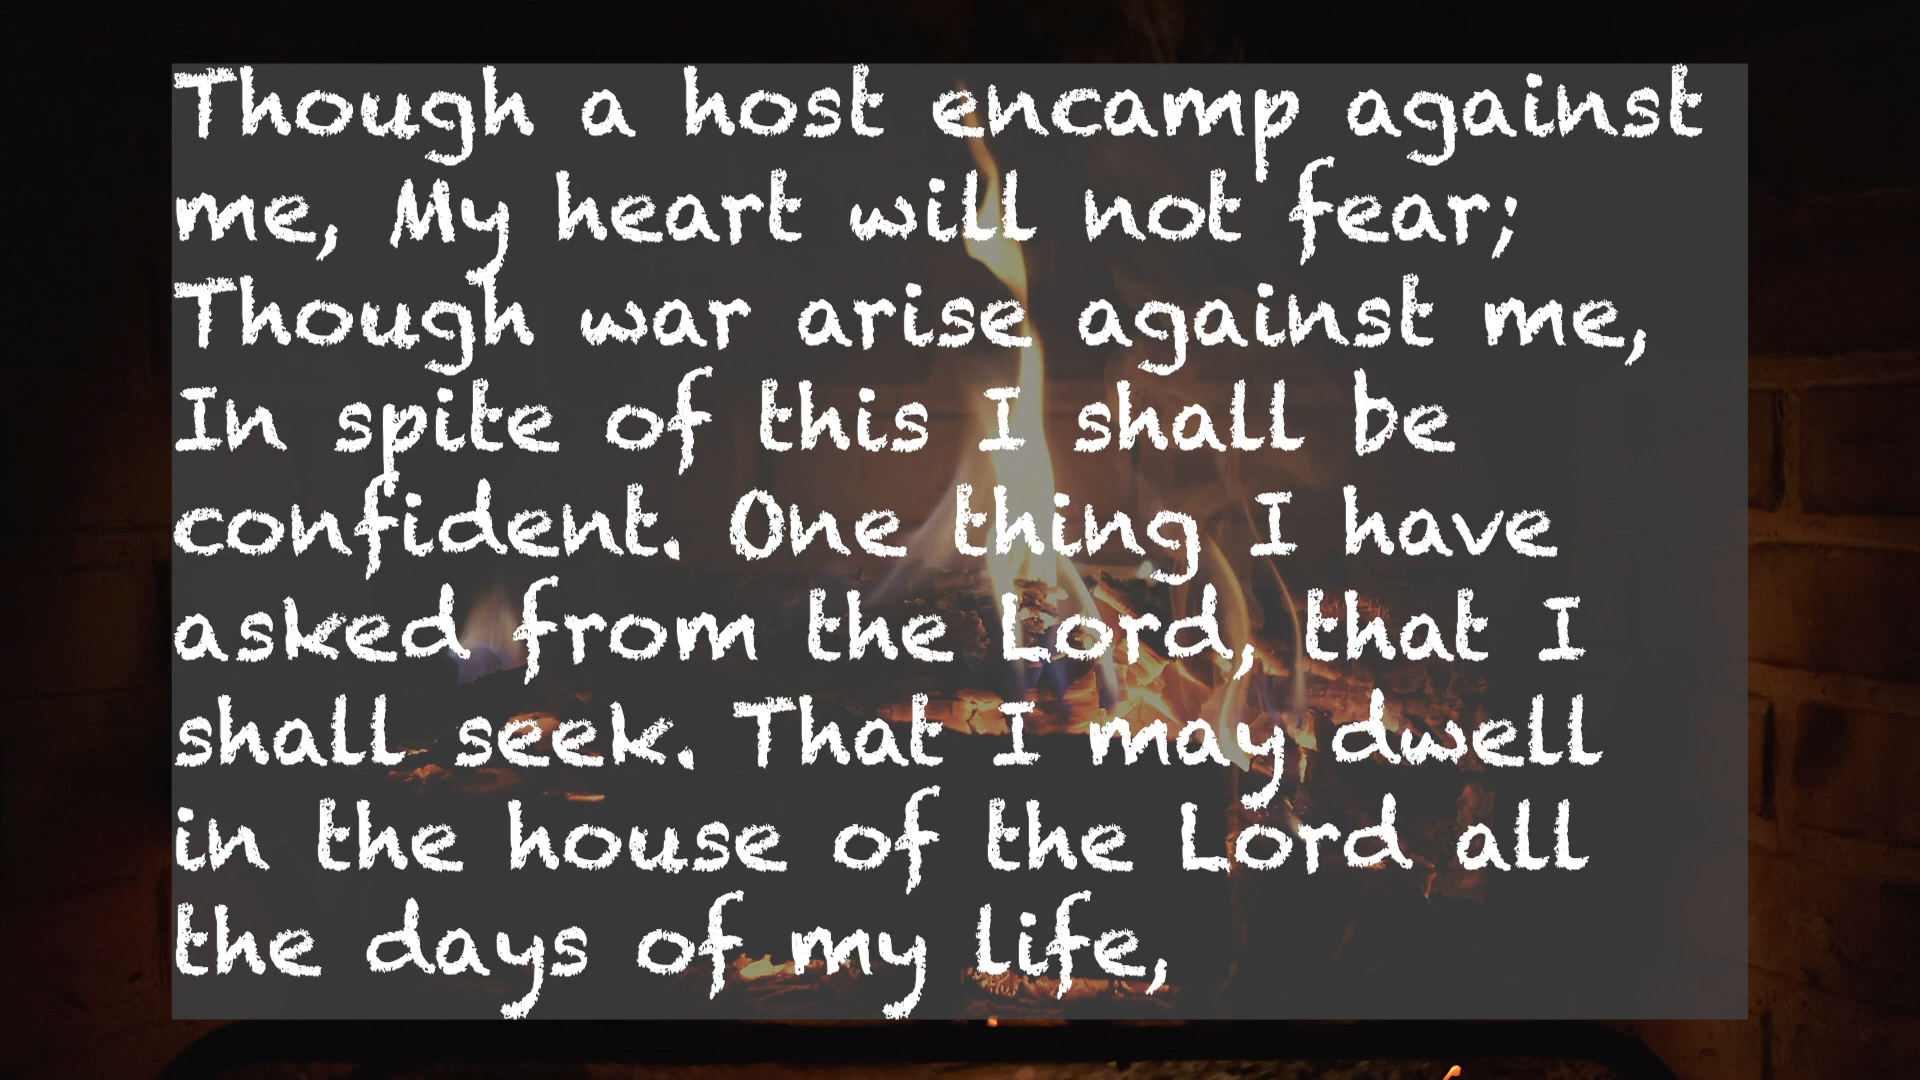 Though a host encamp against
me, My heart will not fear;
Though war arise against me,
In spite of this I shall be
confident. One thing I have
asked from the Lord, that I
shall seek. That I may dwell
in the house of the Lord all
the days of my life,